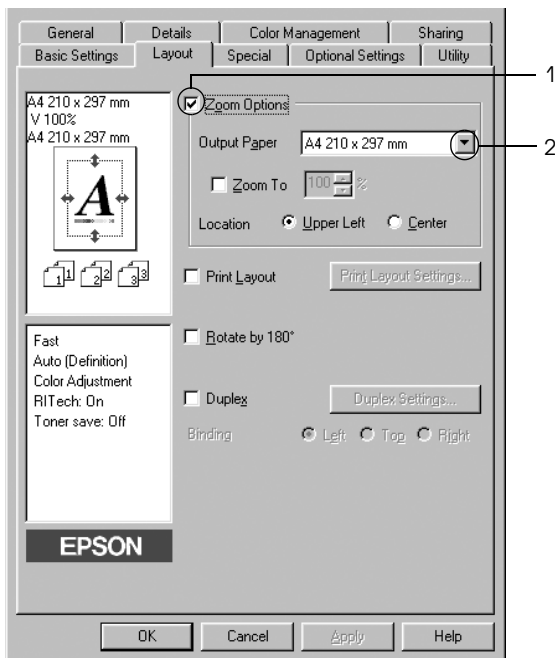 General Details Color Management Sharing
Basic Settings Layout Special Optional Settings Utility
1
A4 210 x 297 mm
V 100%
A4 210 x 297 mm
A
1 1 2 2 3 3
Zoom Options
Output Paper A4 210 x 297 mm
2
Zoom To 100 %
Location Upper Left Center
Print Layout Print Layout Settings...
Rotate by 180°
Duplex Duplex Settings...
Binding Left Top Right
Fast
Auto (Definition)
Color Adjustment
RITech: On
Toner save: Off
EPSON
OK Cancel Apply Help